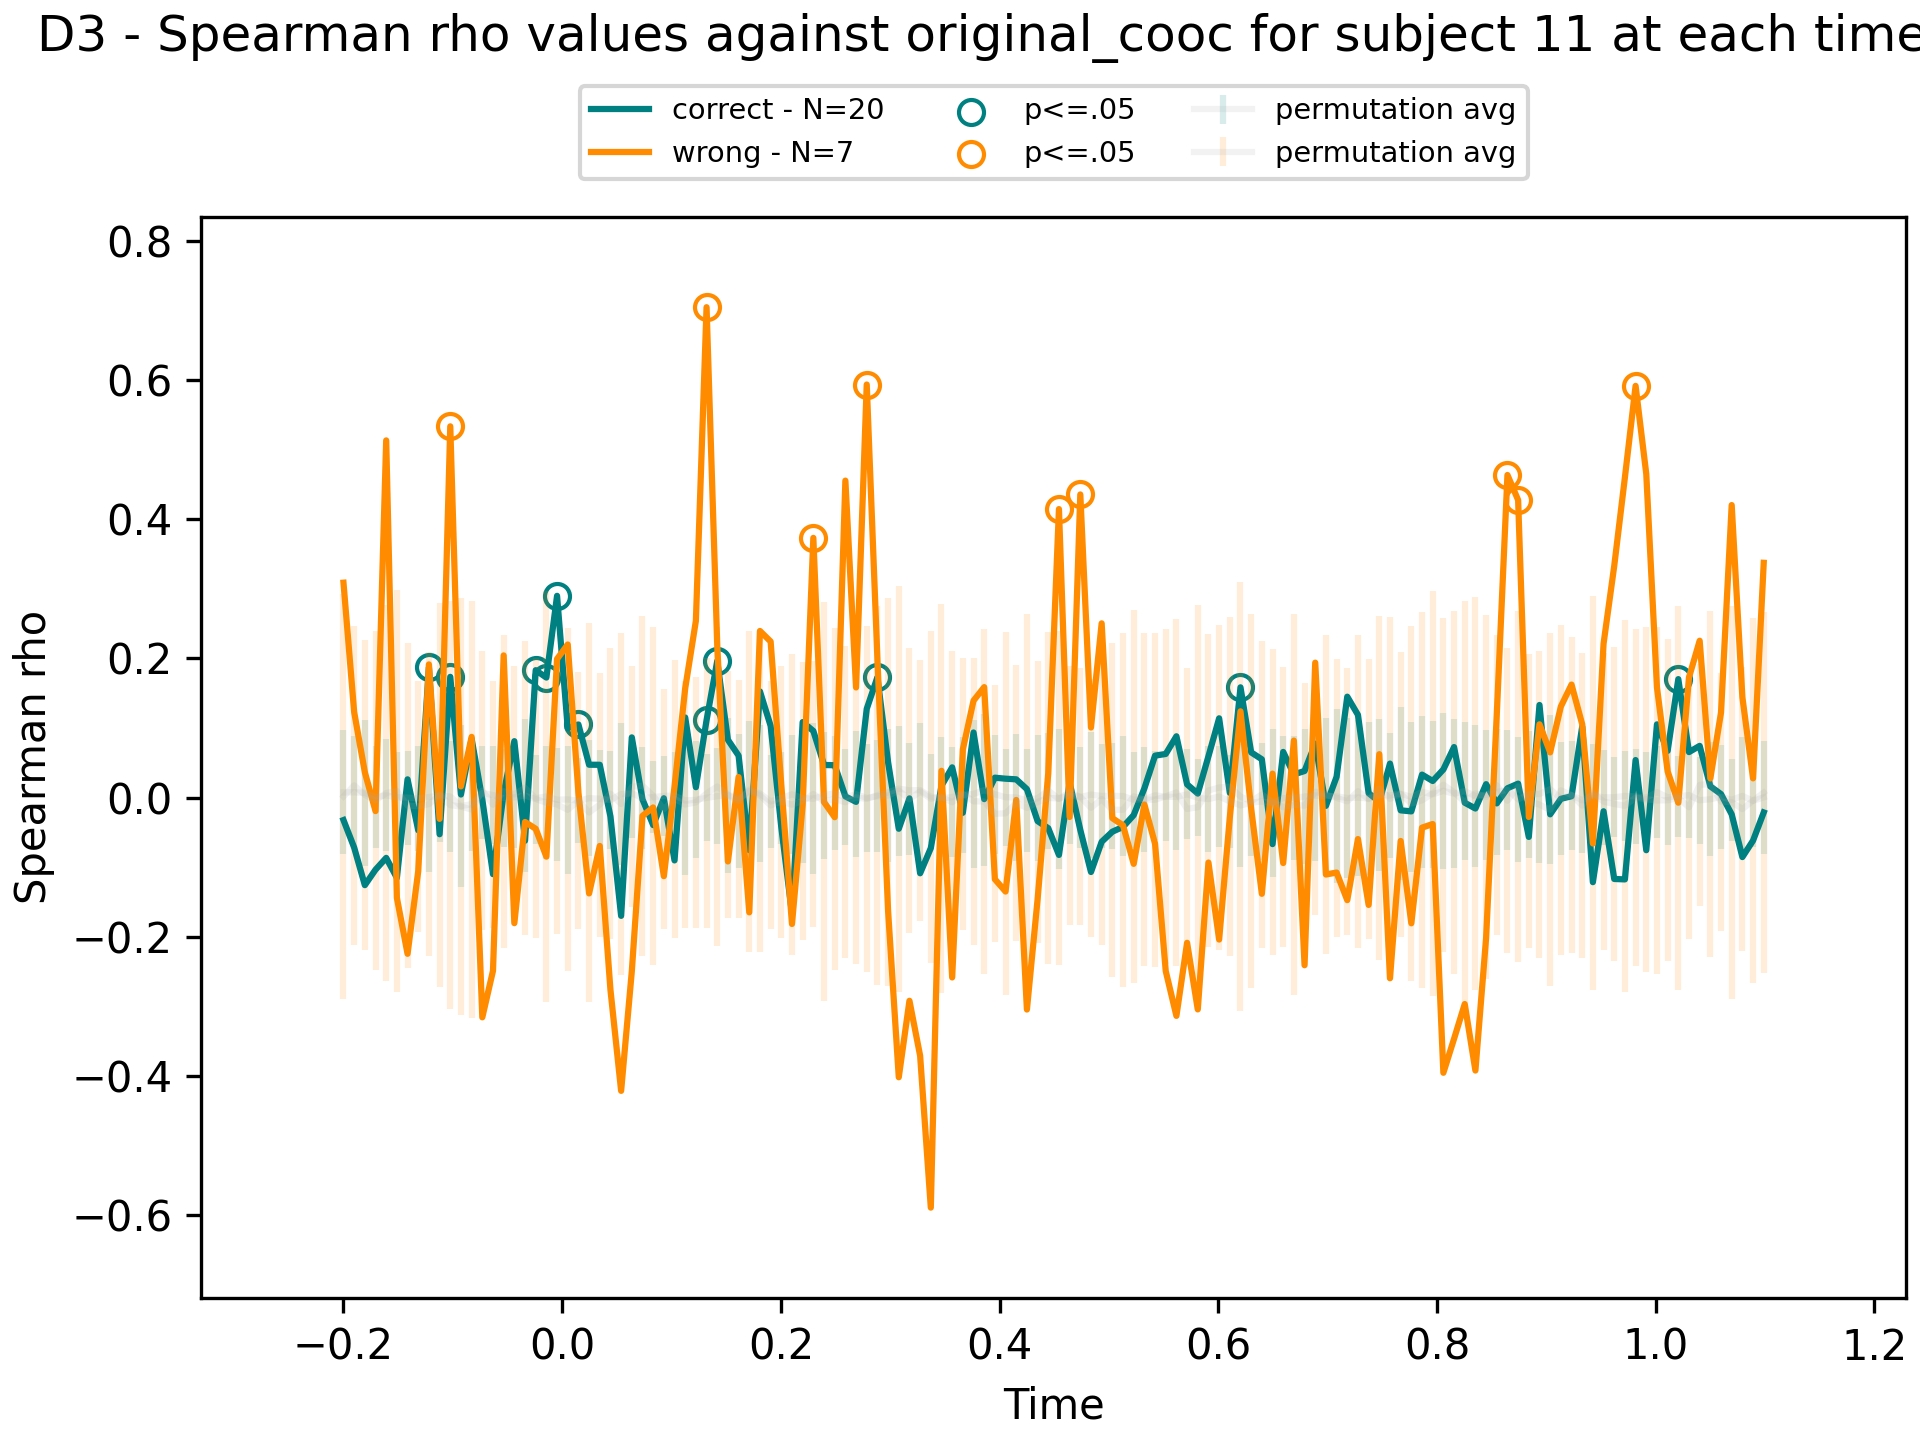 D3 - Spearman rho values against original_cooc for subject 11 at each time
correct - N=20
wrong - N=7
p<=.05
p<=.05
permutation avg
permutation avg
0.8
0.6
0.4
0.2
0.0
−0.2
−0.4
−0.6
Spearman rho
−0.2
0.0
0.2
0.4
0.6
0.8
1.0
1.2
Time